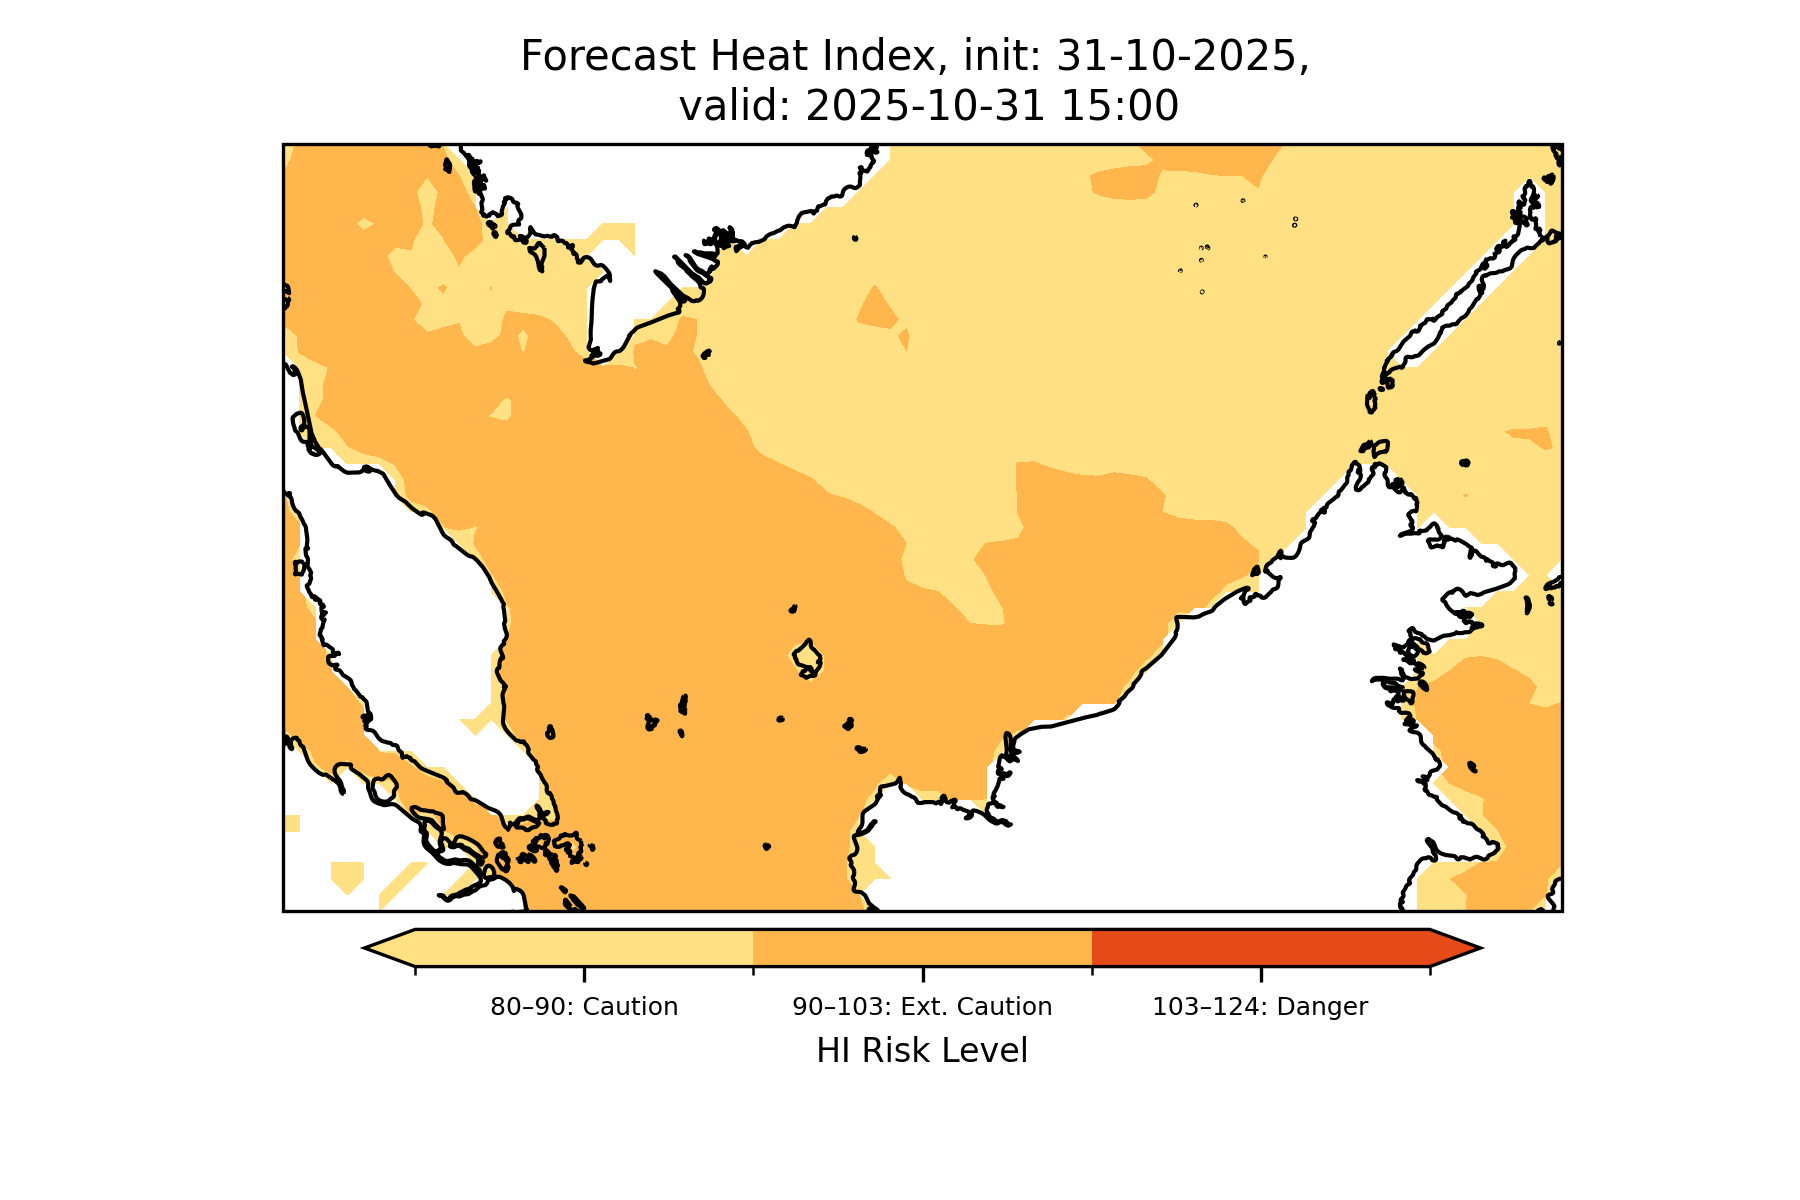 Forecast Heat Index, init: 31-10-2025,
valid: 2025-10-31 15:00
80–90: Caution
90–103: Ext. Caution
103–124: Danger
HI Risk Level